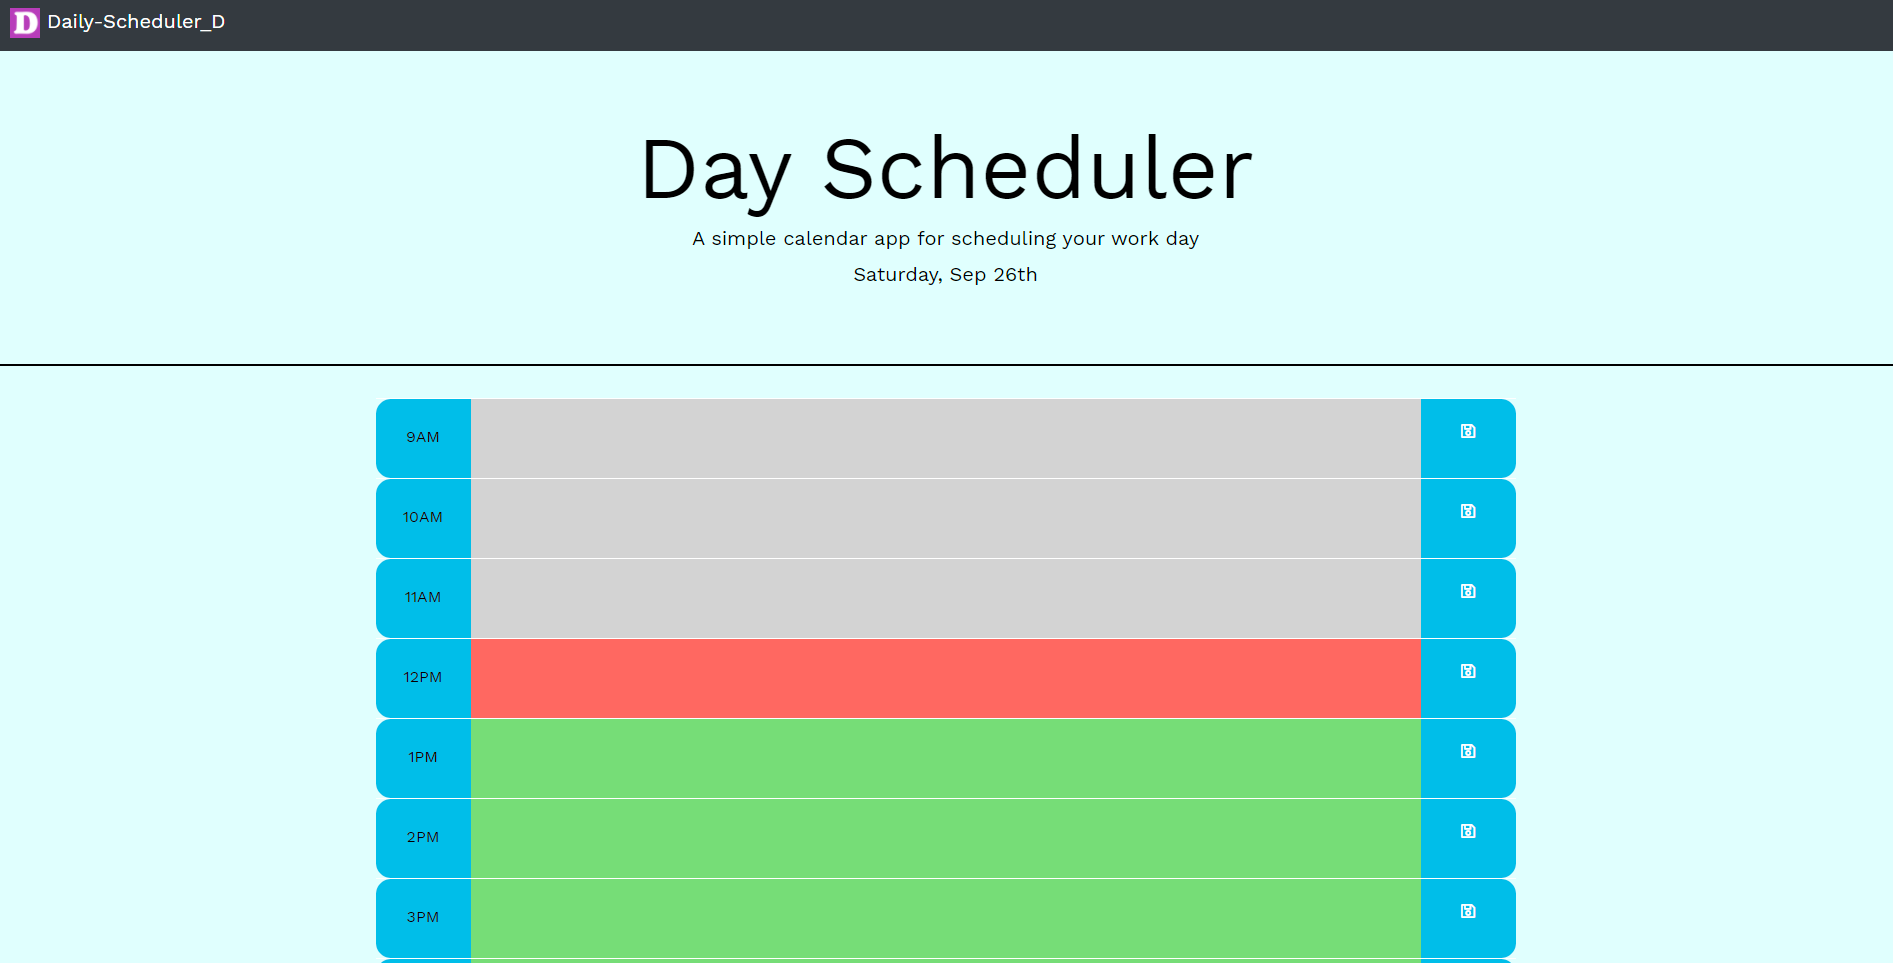 D Daily-Scheduler_D
Day Scheduler
A simple calendar app for scheduling your work day
Saturday, Sep 26th
9AM
10AM
11AM
12PM
1PM
2PM
3PM